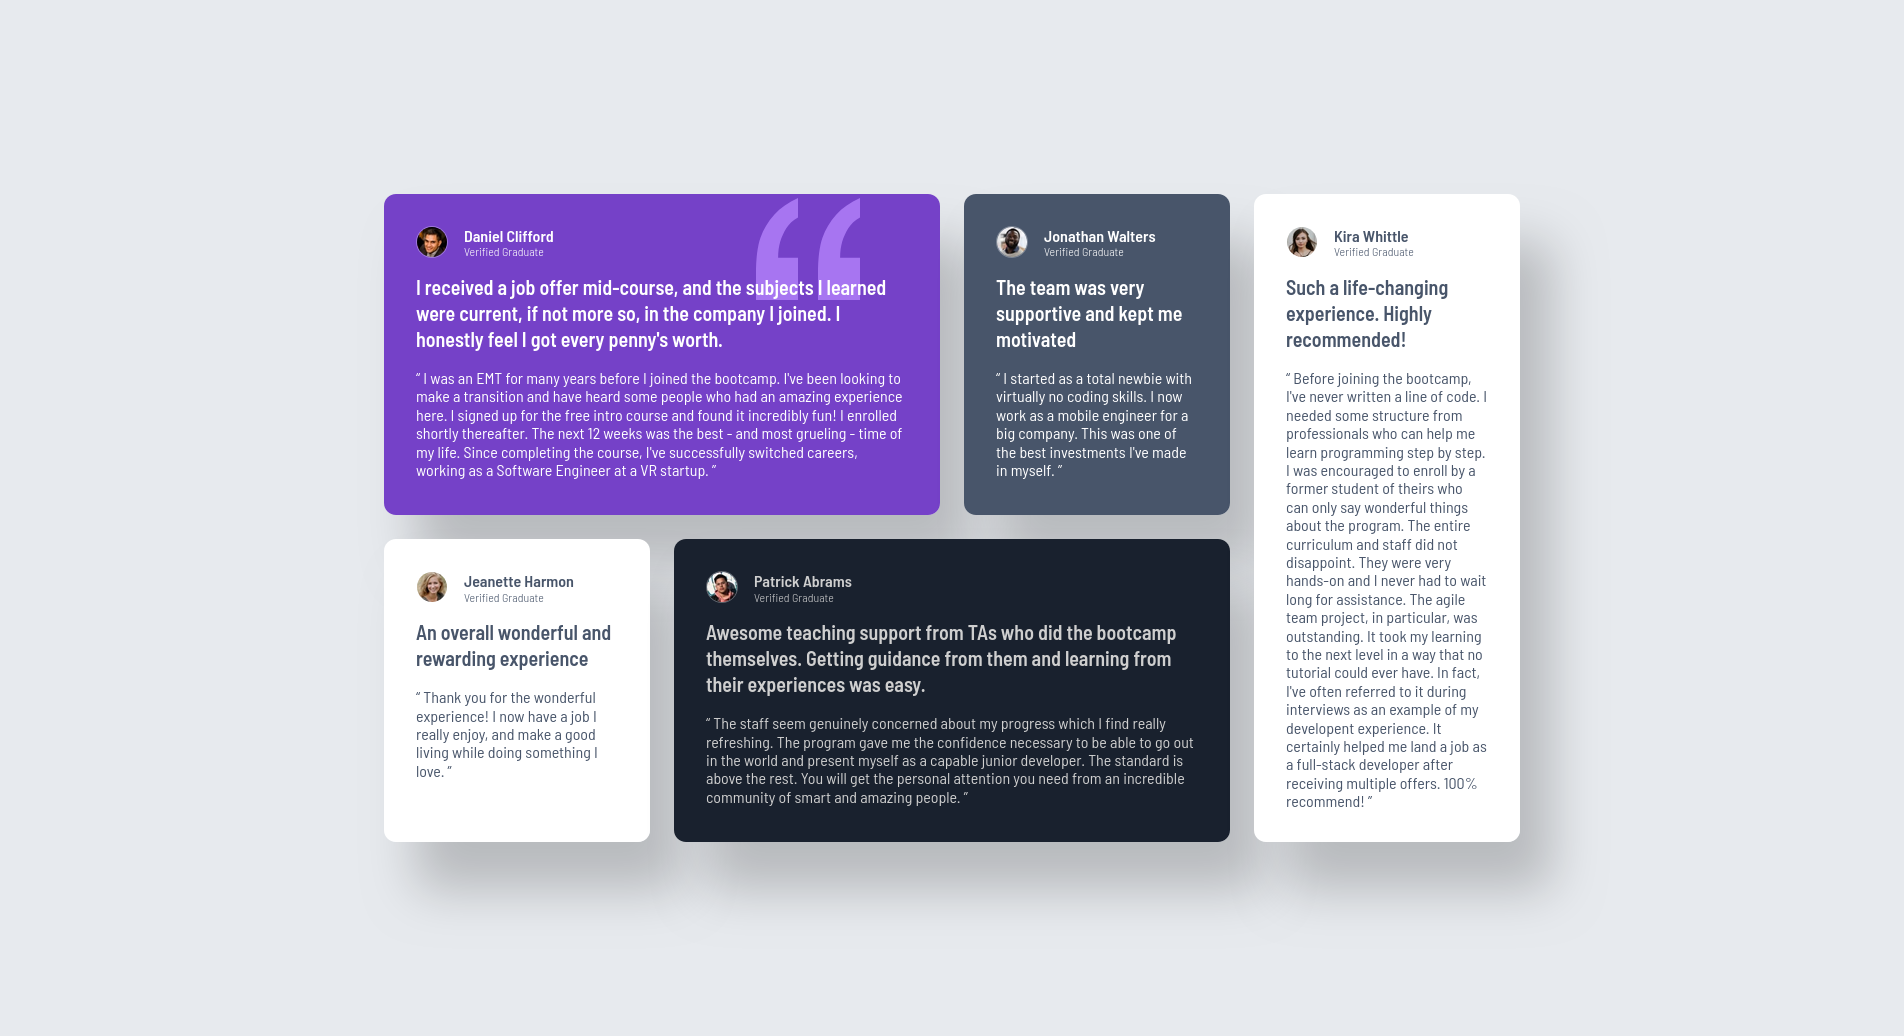 Daniel Clifford
Verified Graduate
I received a job offer mid-course, and the subjects I learned
were current, if not more so, in the company I joined. I
honestly feel I got every penny's worth.
“ I was an EMT for many years before I joined the bootcamp. I've been looking to
make a transition and have heard some people who had an amazing experience
here. I signed up for the free intro course and found it incredibly fun! I enrolled
shortly thereafter. The next 12 weeks was the best - and most grueling - time of
my life. Since completing the course, I've successfully switched careers,
working as a Software Engineer at a VR startup. ”
Jonathan Walters
Verified Graduate
The team was very
supportive and kept me
motivated
“ I started as a total newbie with
virtually no coding skills. I now
work as a mobile engineer for a
big company. This was one of
the best investments I've made
in myself. ”
Kira Whittle
Verified Graduate
Such a life-changing
experience. Highly
recommended!
“ Before joining the bootcamp,
I've never written a line of code. I
needed some structure from
professionals who can help me
learn programming step by step.
I was encouraged to enroll by a
former student of theirs who
can only say wonderful things
about the program. The entire
curriculum and staff did not
disappoint. They were very
hands-on and I never had to wait
long for assistance. The agile
team project, in particular, was
outstanding. It took my learning
to the next level in a way that no
tutorial could ever have. In fact,
I've often referred to it during
interviews as an example of my
developent experience. It
certainly helped me land a job as
a full-stack developer after
receiving multiple offers. 100%
recommend! ”
Jeanette Harmon
Verified Graduate
An overall wonderful and
rewarding experience
“ Thank you for the wonderful
experience! I now have a job I
really enjoy, and make a good
living while doing something I
love. ”
Patrick Abrams
Verified Graduate
Awesome teaching support from TAs who did the bootcamp
themselves. Getting guidance from them and learning from
their experiences was easy.
“ The staff seem genuinely concerned about my progress which I find really
refreshing. The program gave me the confidence necessary to be able to go out
in the world and present myself as a capable junior developer. The standard is
above the rest. You will get the personal attention you need from an incredible
community of smart and amazing people. ”